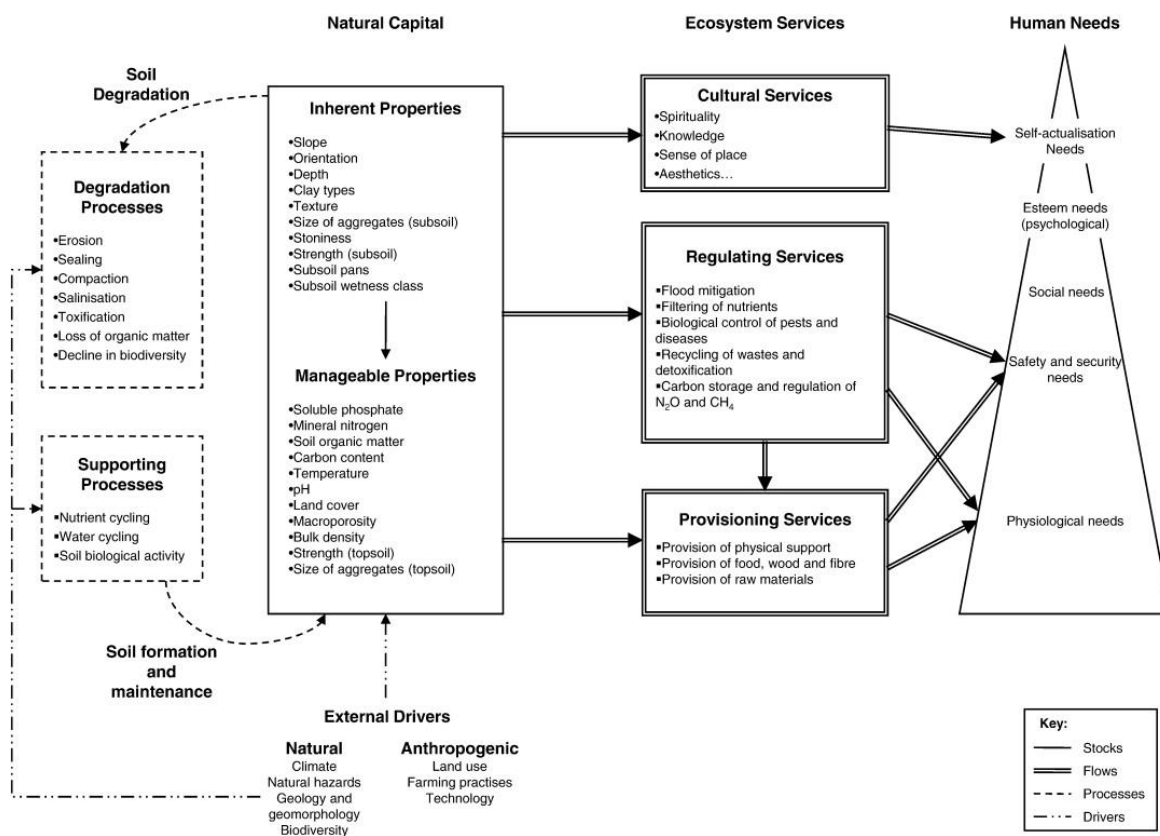 Natural Capital
Ecosystem Services
Human Needs
Soil
Degradation
Degradation
Processes
•Erosion
•Sealing
•Compaction
•Salinisation
•Toxification
•Loss of organic matter
•Decline in biodiversity
Supporting
Processes
▪Nutrient cycling
▪Water cycling
▪Soil biological activity
Soil formation
and
maintenance
Inherent Properties
•Slope
•Orientation
•Depth
•Clay types
•Texture
•Size of aggregates (subsoil)
•Stoniness
•Strength (subsoil)
•Subsoil pans
•Subsoil wetness class
Manageable Properties
•Soluble phosphate
•Mineral nitrogen
•Soil organic matter
•Carbon content
•Temperature
•pH
•Land cover
•Macroporosity
•Bulk density
•Strength (topsoil)
•Size of aggregates (topsoil)
External Drivers
Natural
Climate
Natural hazards
Geology and
geomorphology
Biodiversity
Anthropogenic
Land use
Farming practises
Technology
Cultural Services
•Spirituality
•Knowledge
•Sense of place
•Aesthetics…
Regulating Services
▪Flood mitigation
▪Filtering of nutrients
▪Biological control of pests and
diseases
▪Recycling of wastes and
detoxification
▪Carbon storage and regulation of
N₂O and CH₄
Provisioning Services
▪Provision of physical support
▪Provision of food, wood and fibre
▪Provision of raw materials
Self-actualisation
Needs
Esteem needs
(psychological)
Social needs
Safety and security
needs
Physiological needs
Key:
Stocks
Flows
Processes
Drivers